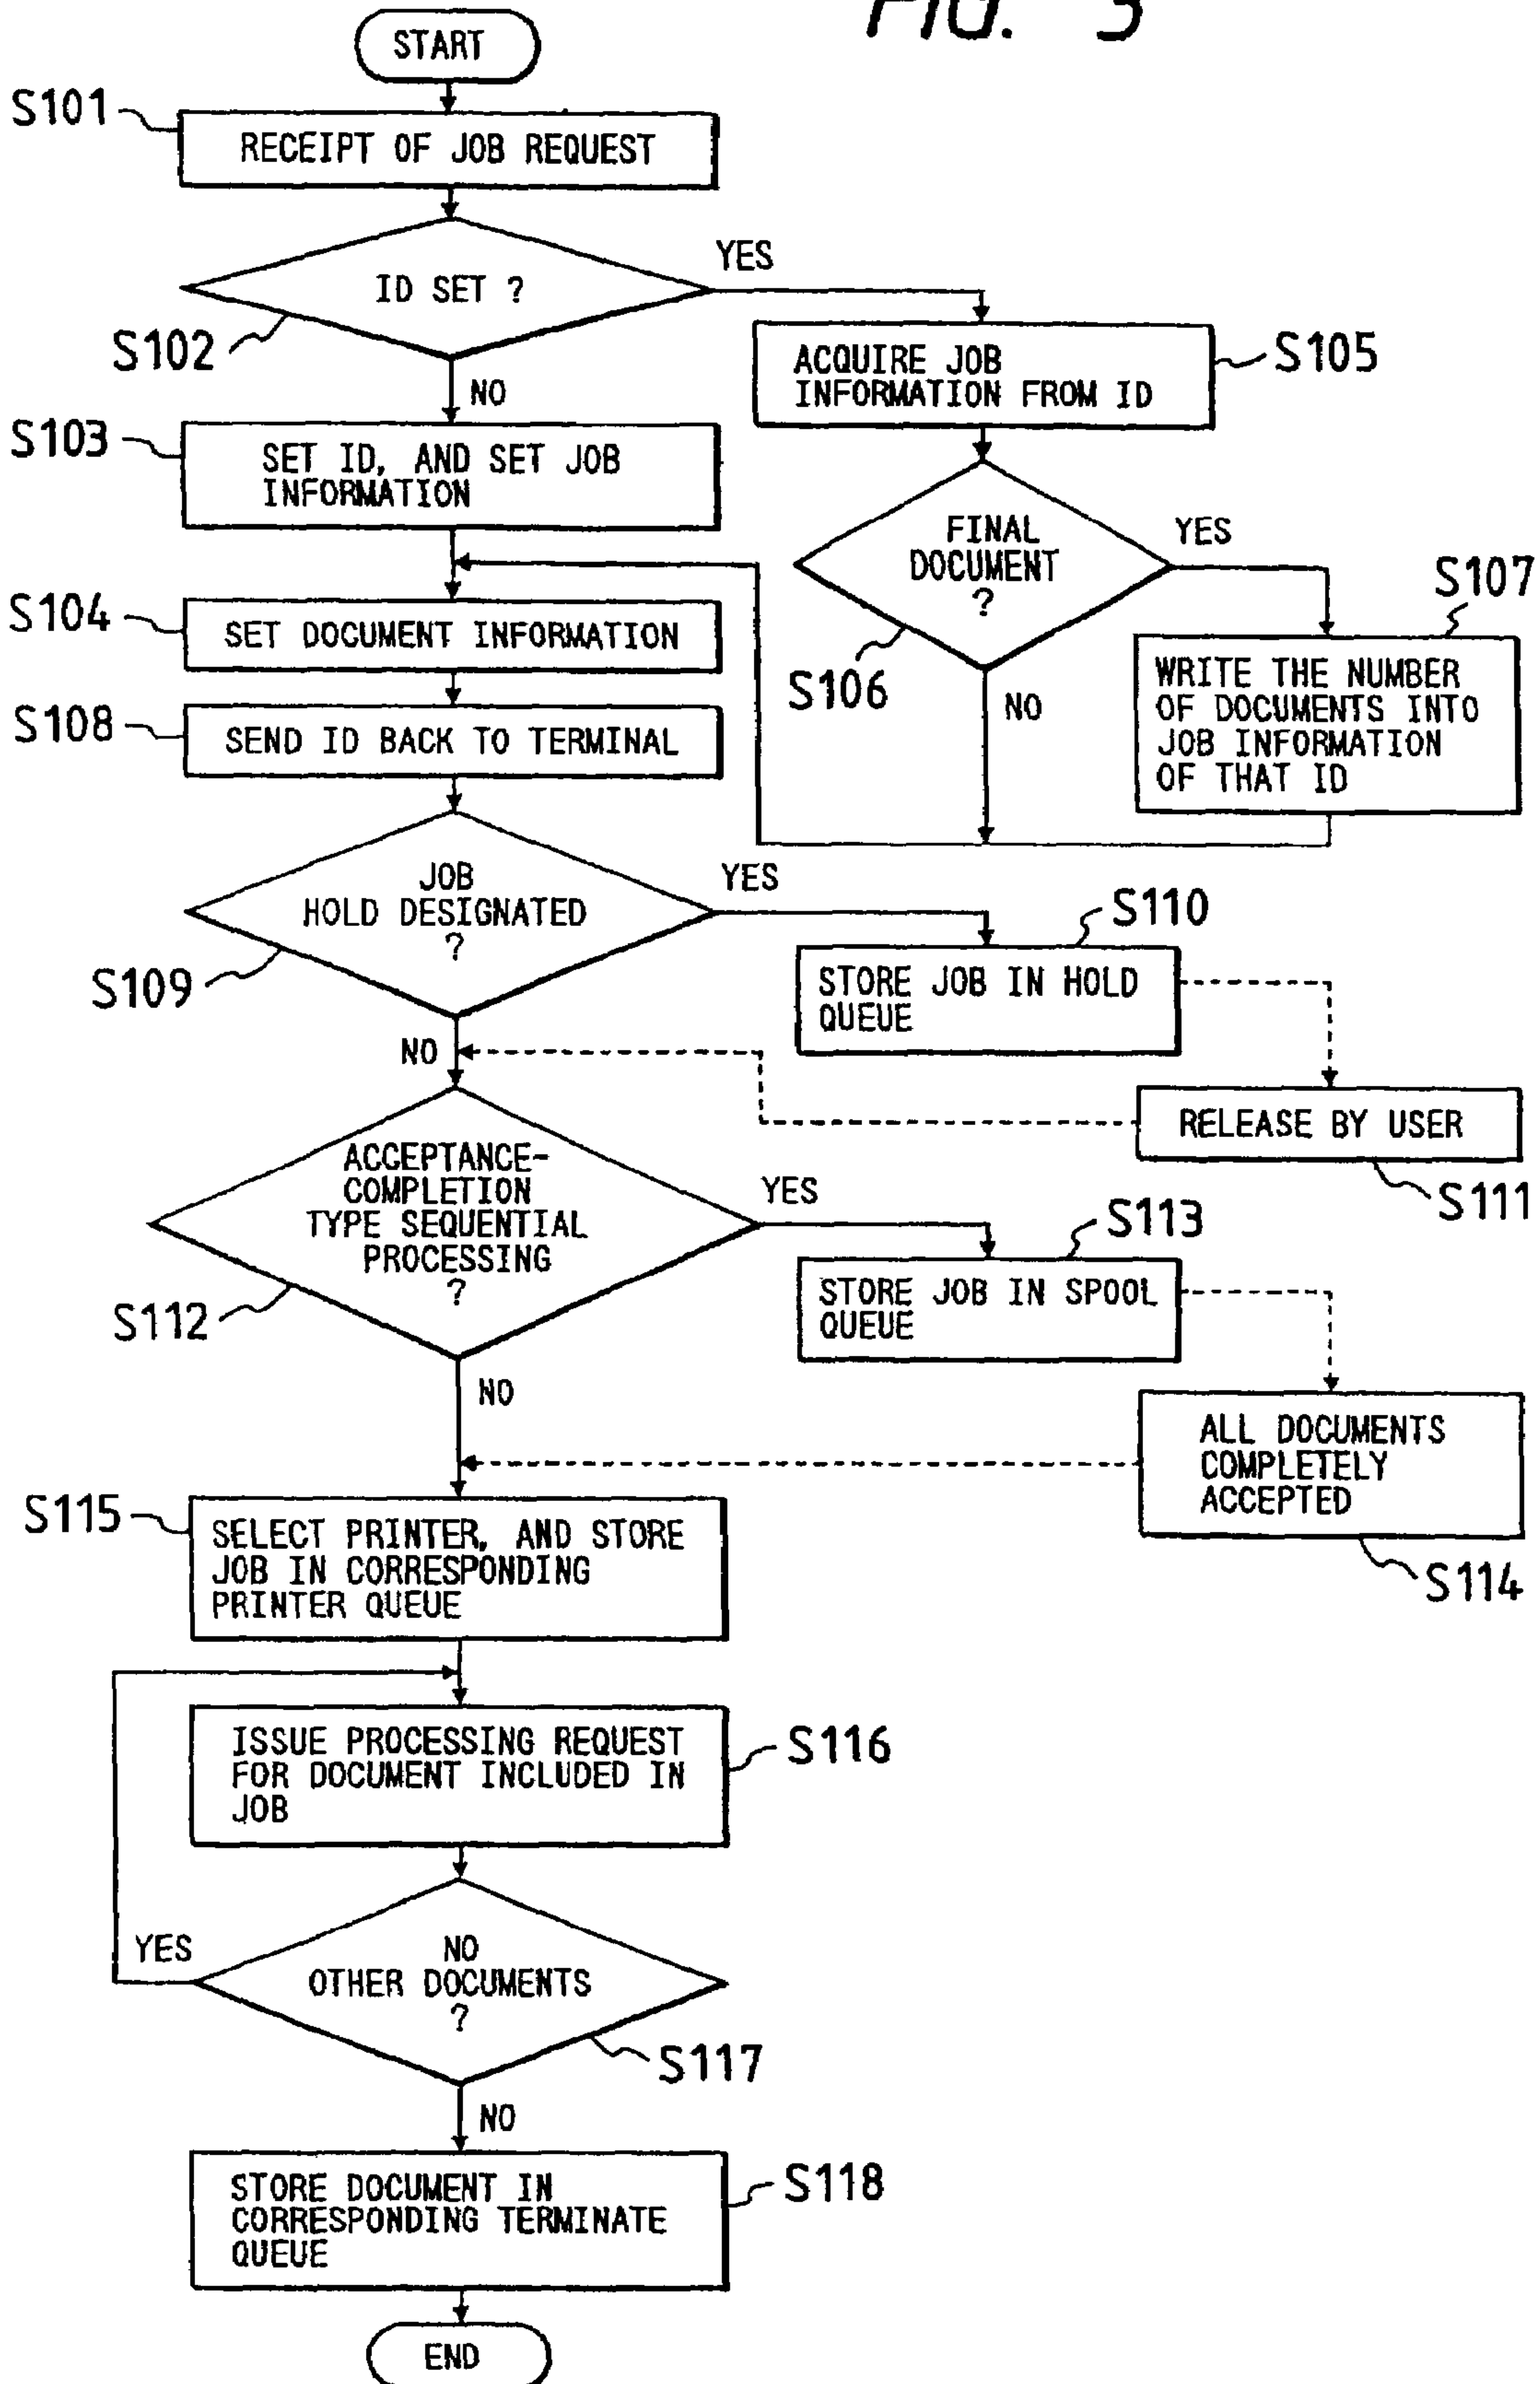 FIG. 3
START
S101
RECEIPT OF JOB REQUEST
YES
ID SET ?
S102
NO
ACQUIRE JOB
INFORMATION FROM ID
S105
S103
SET ID, AND SET JOB
INFORMATION
FINAL
DOCUMENT
?
YES
S106
NO
S107
WRITE THE NUMBER
OF DOCUMENTS INTO
JOB INFORMATION
OF THAT ID
S104
SET DOCUMENT INFORMATION
S108
SEND ID BACK TO TERMINAL
JOB
HOLD DESIGNATED
?
YES
S109
NO
S110
STORE JOB IN HOLD
QUEUE
RELEASE BY USER
S111
ACCEPTANCE-
COMPLETION
TYPE SEQUENTIAL
PROCESSING
?
YES
S112
NO
S113
STORE JOB IN SPOOL
QUEUE
ALL DOCUMENTS
COMPLETELY
ACCEPTED
S114
S115
SELECT PRINTER, AND STORE
JOB IN CORRESPONDING
PRINTER QUEUE
ISSUE PROCESSING REQUEST
FOR DOCUMENT INCLUDED IN
JOB
S116
YES
NO
OTHER DOCUMENTS
?
S117
NO
STORE DOCUMENT IN
CORRESPONDING TERMINATE
QUEUE
S118
END